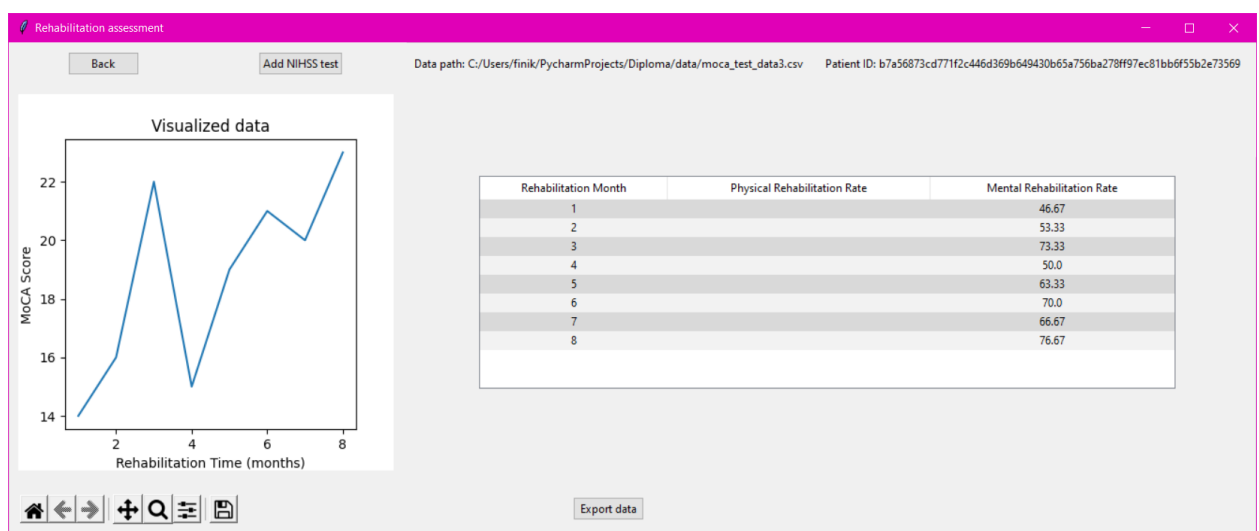 Rehabilitation assessment
Back
Add NIHSS test
Data path: C:/Users/finik/PycharmProjects/Diploma/data/moca_test_data3.csv
Patient ID: b7a56873cd771f2c446d369b649430b65a756ba278ff97ec81bb6f55b2e73569
Visualized data
MoCA Score
22
20
18
16
14
2 4 6 8
Rehabilitation Time (months)
Rehabilitation Month Physical Rehabilitation Rate Mental Rehabilitation Rate
1 46.67
2 53.33
3 73.33
4 50.0
5 63.33
6 70.0
7 66.67
8 76.67
Export data